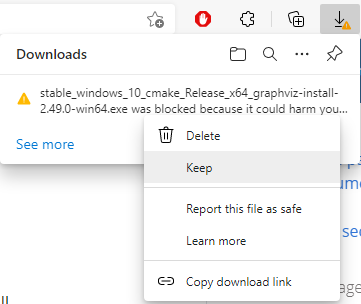 Downloads
stable_windows_10_cmake_Release_x64_graphviz-install-
2.49.0-win64.exe was blocked because it could harm you...
See more
Delete
Keep
Report this file as safe
Learn more
Copy download link